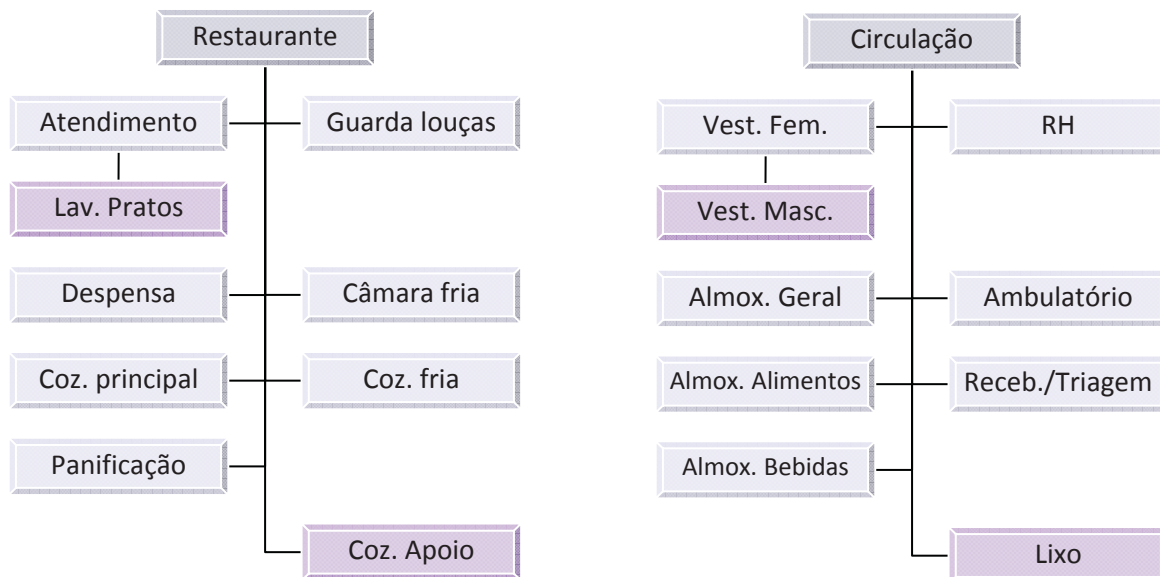 Restaurante
Atendimento
Guarda louças
Lav. Pratos
Despensa
Câmara fria
Coz. principal
Coz. fria
Panificação
Coz. Apoio
Circulação
Vest. Fem.
RH
Vest. Masc.
Almox. Geral
Ambulatório
Almox. Alimentos
Receb./Triagem
Almox. Bebidas
Lixo